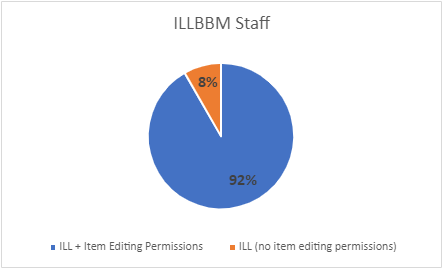 ILLBBM Staff
8%
92%
ILL + Item Editing Permissions
ILL (no item editing permissions)